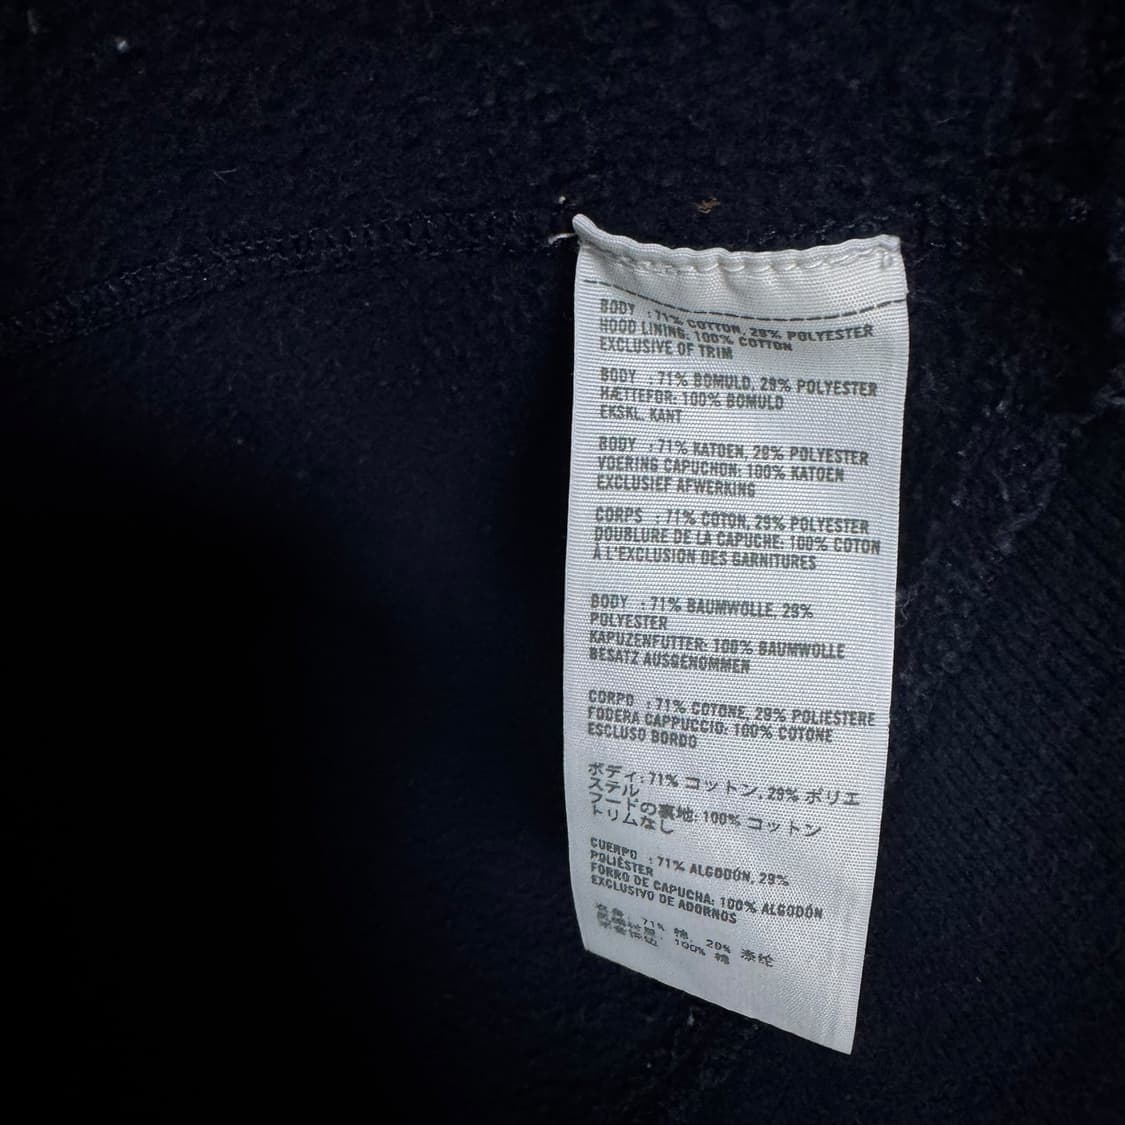 BODY : 71% COTTON, 29% POLYESTER
HOOD LINING: 100% COTTON
EXCLUSIVE OF TRIM
BODY : 71% BOMULD, 29% POLYESTER
HÆTTEFOR: 100% BOMULD
EKSKL. KANT
BODY : 71% KATOEN, 29% POLYESTER
VOERING CAPUCHON: 100% KATOEN
EXCLUSIEF AFWERKING
CORPS : 71% COTON, 29% POLYESTER
DOUBLURE DE LA CAPUCHE: 100% COTON
À L'EXCLUSION DES GARNITURES
BODY : 71% BAUMWOLLE, 29%
POLYESTER
KAPUZENFUTTER: 100% BAUMWOLLE
BESATZ AUSGENOMMEN
CORPO : 71% COTONE, 29% POLIESTERE
FODERA CAPPUCCIO: 100% COTONE
ESCLUSO BORDO
ボディ: 71% コットン, 29% ポリエ
ステル
フードの裏地: 100% コットン
トリムなし
CUERPO : 71% ALGODÓN, 29%
POLIÉSTER
FORRO DE CAPUCHA: 100% ALGODÓN
EXCLUSIVO DE ADORNOS
71% 棉, 29% 涤纶
100% 棉